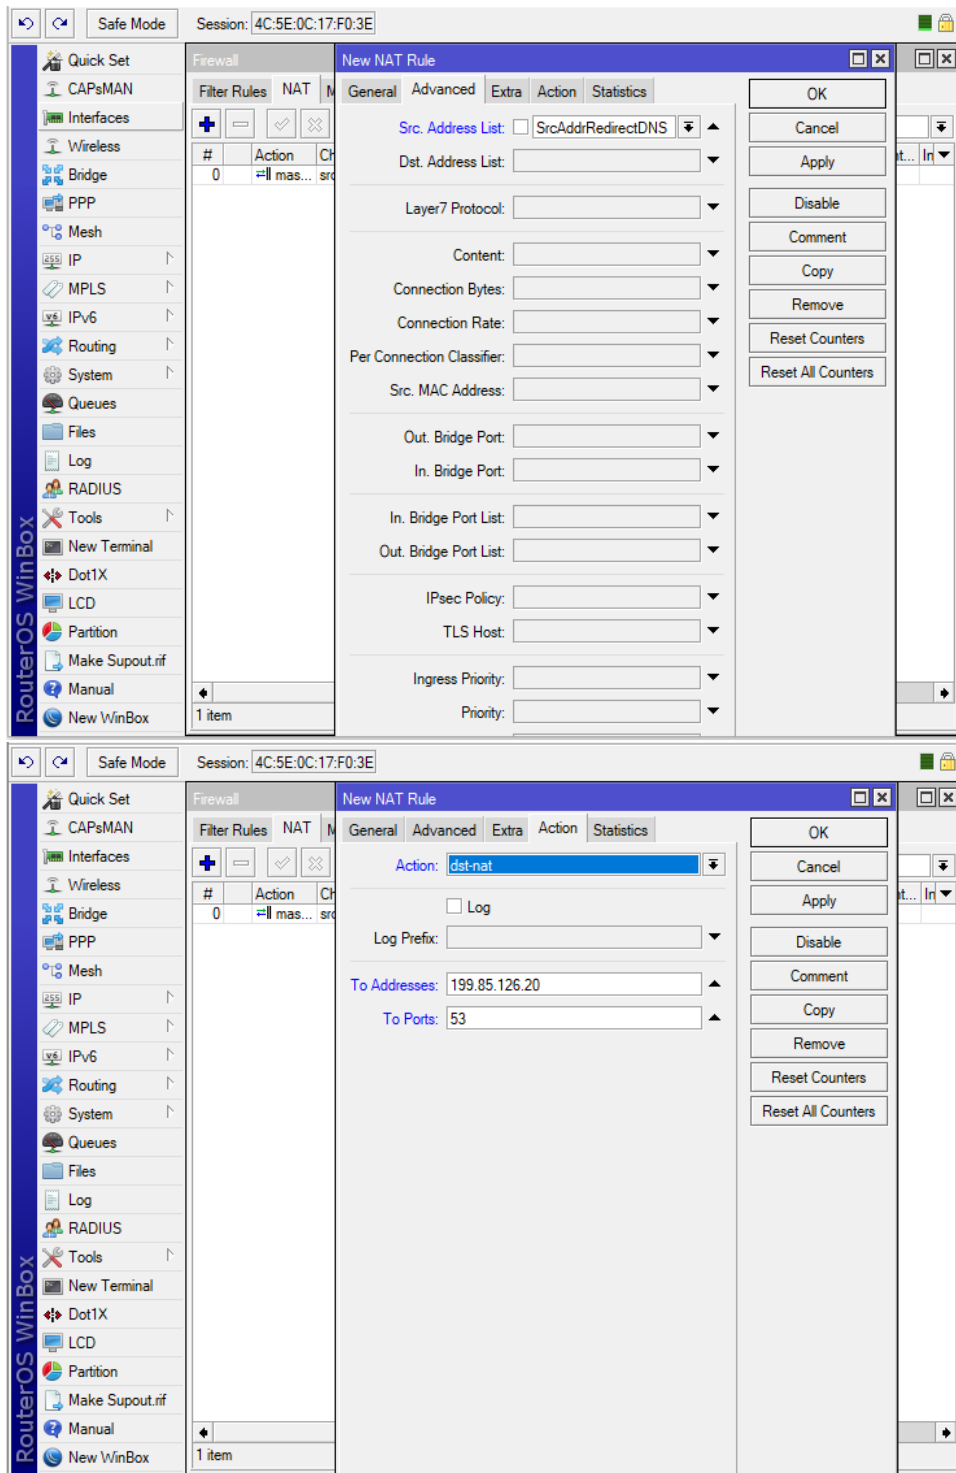 Safe Mode Session: 4C:5E:0C:17:F0:3E
RouterOS WinBox
Quick Set
CAPsMAN
Interfaces
Wireless
Bridge
PPP
Mesh
IP
MPLS
IPv6
Routing
System
Queues
Files
Log
RADIUS
Tools
New Terminal
Dot1X
LCD
Partition
Make Supout.rif
Manual
New WinBox
Firewall
Filter Rules NAT M
# Action Ch
0 mas... src
1 item
New NAT Rule
General Advanced Extra Action Statistics
Src. Address List: SrcAddrRedirectDNS
Dst. Address List:
Layer7 Protocol:
Content:
Connection Bytes:
Connection Rate:
Per Connection Classifier:
Src. MAC Address:
Out. Bridge Port:
In. Bridge Port:
In. Bridge Port List:
Out. Bridge Port List:
IPsec Policy:
TLS Host:
Ingress Priority:
Priority:
OK
Cancel
Apply
Disable
Comment
Copy
Remove
Reset Counters
Reset All Counters
t... In
Safe Mode Session: 4C:5E:0C:17:F0:3E
RouterOS WinBox
Quick Set
CAPsMAN
Interfaces
Wireless
Bridge
PPP
Mesh
IP
MPLS
IPv6
Routing
System
Queues
Files
Log
RADIUS
Tools
New Terminal
Dot1X
LCD
Partition
Make Supout.rif
Manual
New WinBox
Firewall
Filter Rules NAT M
# Action Ch
0 mas... src
1 item
New NAT Rule
General Advanced Extra Action Statistics
Action: dst-nat
Log
Log Prefix:
To Addresses: 199.85.126.20
To Ports: 53
OK
Cancel
Apply
Disable
Comment
Copy
Remove
Reset Counters
Reset All Counters
t... In